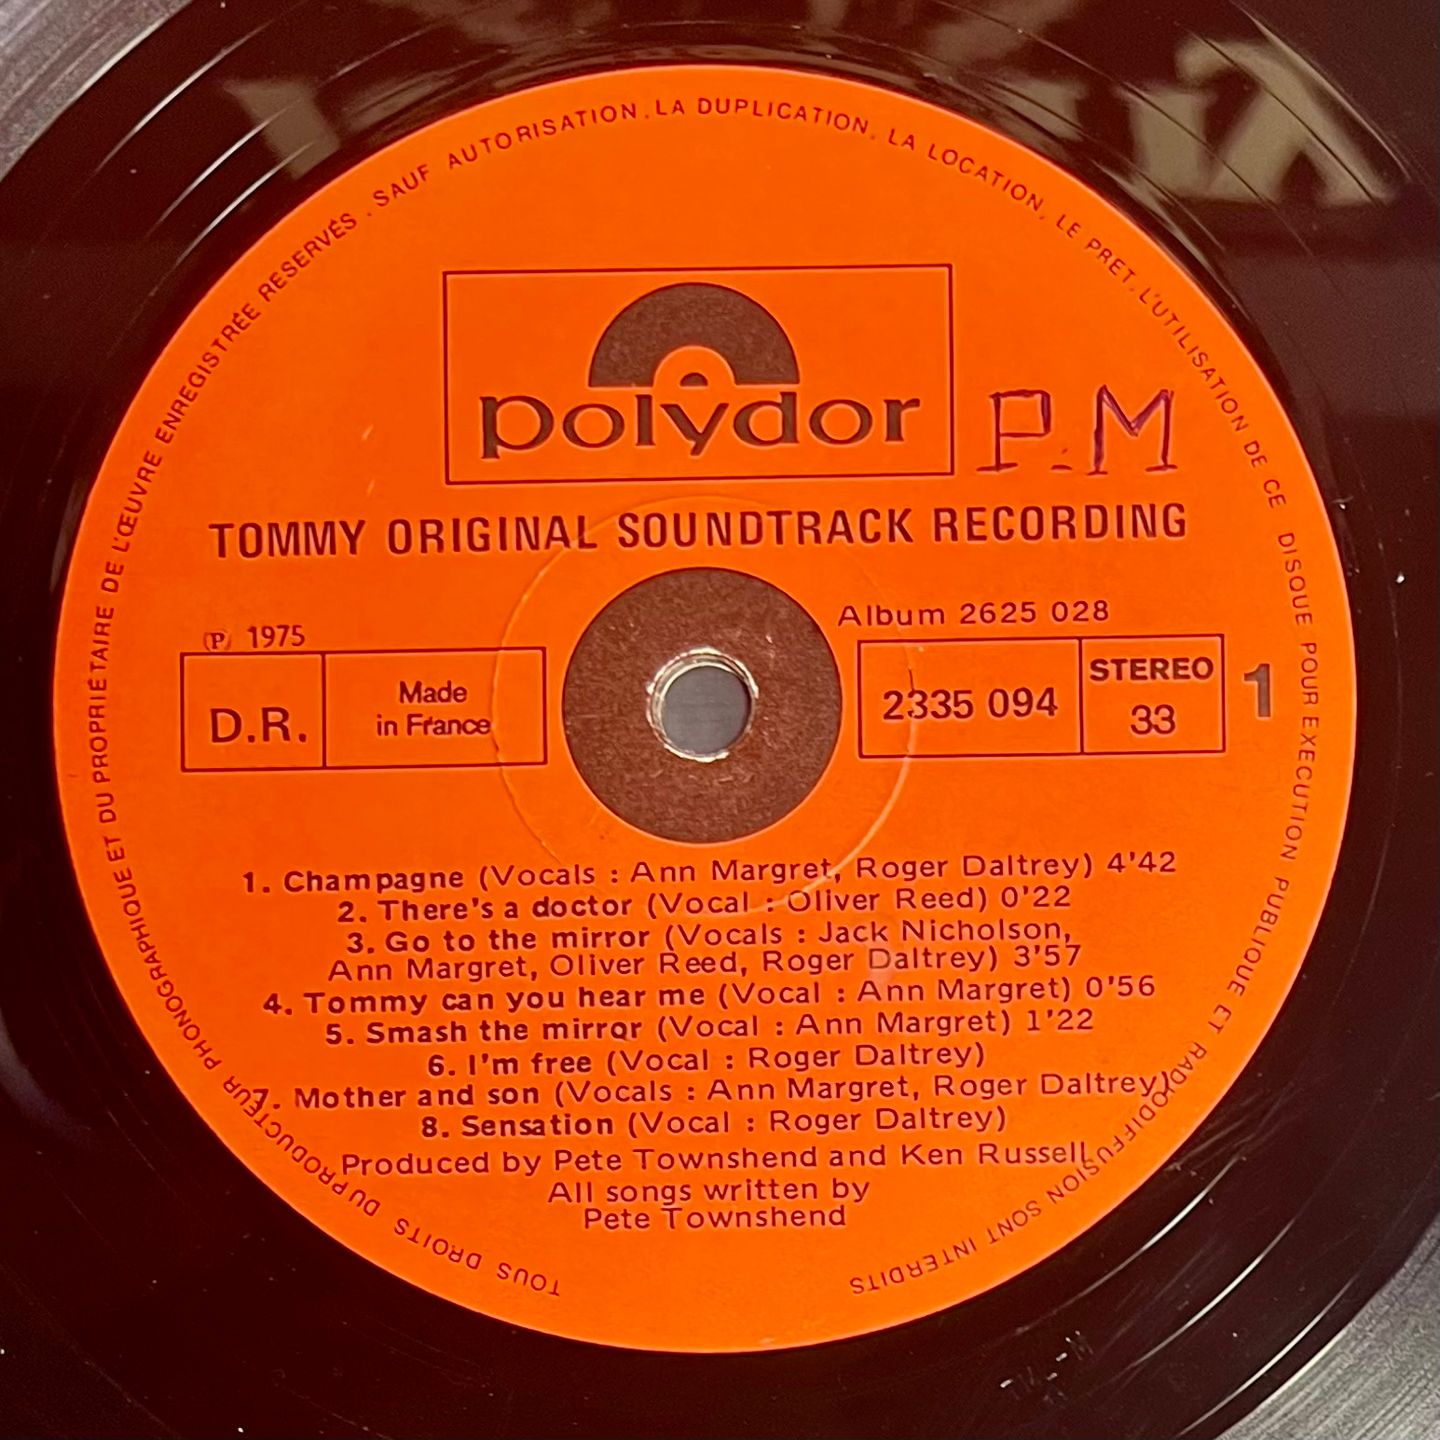 TOUS DROITS DU PRODUCTEUR PHONOGRAPHIQUE ET DU PROPRIÉTAIRE DE L'ŒUVRE ENREGISTRÉE RESERVÉS . SAUF AUTORISATION . LA DUPLICATION, LA LOCATION, LE PRET, L'UTILISATION DE CE DISQUE POUR EXECUTION PUBLIQUE ET RADIODIFFUSION SONT INTERDITS
polydor
P.M
TOMMY ORIGINAL SOUNDTRACK RECORDING
Album 2625 028
℗ 1975
D.R.
Made
in France
2335 094
STEREO
33
1
1. Champagne (Vocals : Ann Margret, Roger Daltrey) 4'42
2. There's a doctor (Vocal : Oliver Reed) 0'22
3. Go to the mirror (Vocals : Jack Nicholson,
Ann Margret, Oliver Reed, Roger Daltrey) 3'57
4. Tommy can you hear me (Vocal : Ann Margret) 0'56
5. Smash the mirror (Vocal : Ann Margret) 1'22
6. I'm free (Vocal : Roger Daltrey)
7. Mother and son (Vocals : Ann Margret, Roger Daltrey)
8. Sensation (Vocal : Roger Daltrey)
Produced by Pete Townshend and Ken Russell
All songs written by
Pete Townshend